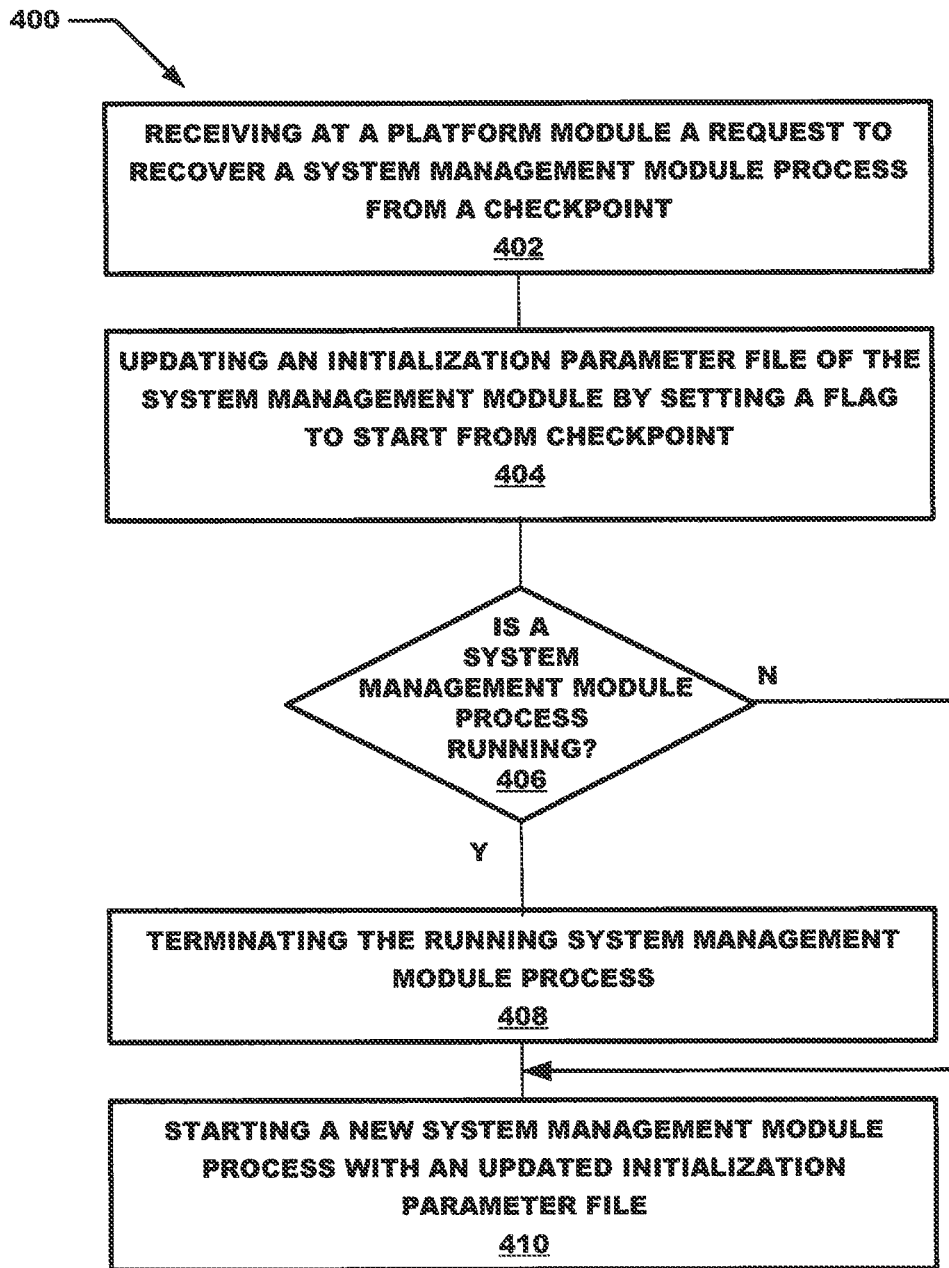 400
RECEIVING AT A PLATFORM MODULE A REQUEST TO
RECOVER A SYSTEM MANAGEMENT MODULE PROCESS
FROM A CHECKPOINT
402
UPDATING AN INITIALIZATION PARAMETER FILE OF THE
SYSTEM MANAGEMENT MODULE BY SETTING A FLAG
TO START FROM CHECKPOINT
404
IS A
SYSTEM
MANAGEMENT MODULE
PROCESS
RUNNING?
406
N
Y
TERMINATING THE RUNNING SYSTEM MANAGEMENT
MODULE PROCESS
408
STARTING A NEW SYSTEM MANAGEMENT MODULE
PROCESS WITH AN UPDATED INITIALIZATION
PARAMETER FILE
410